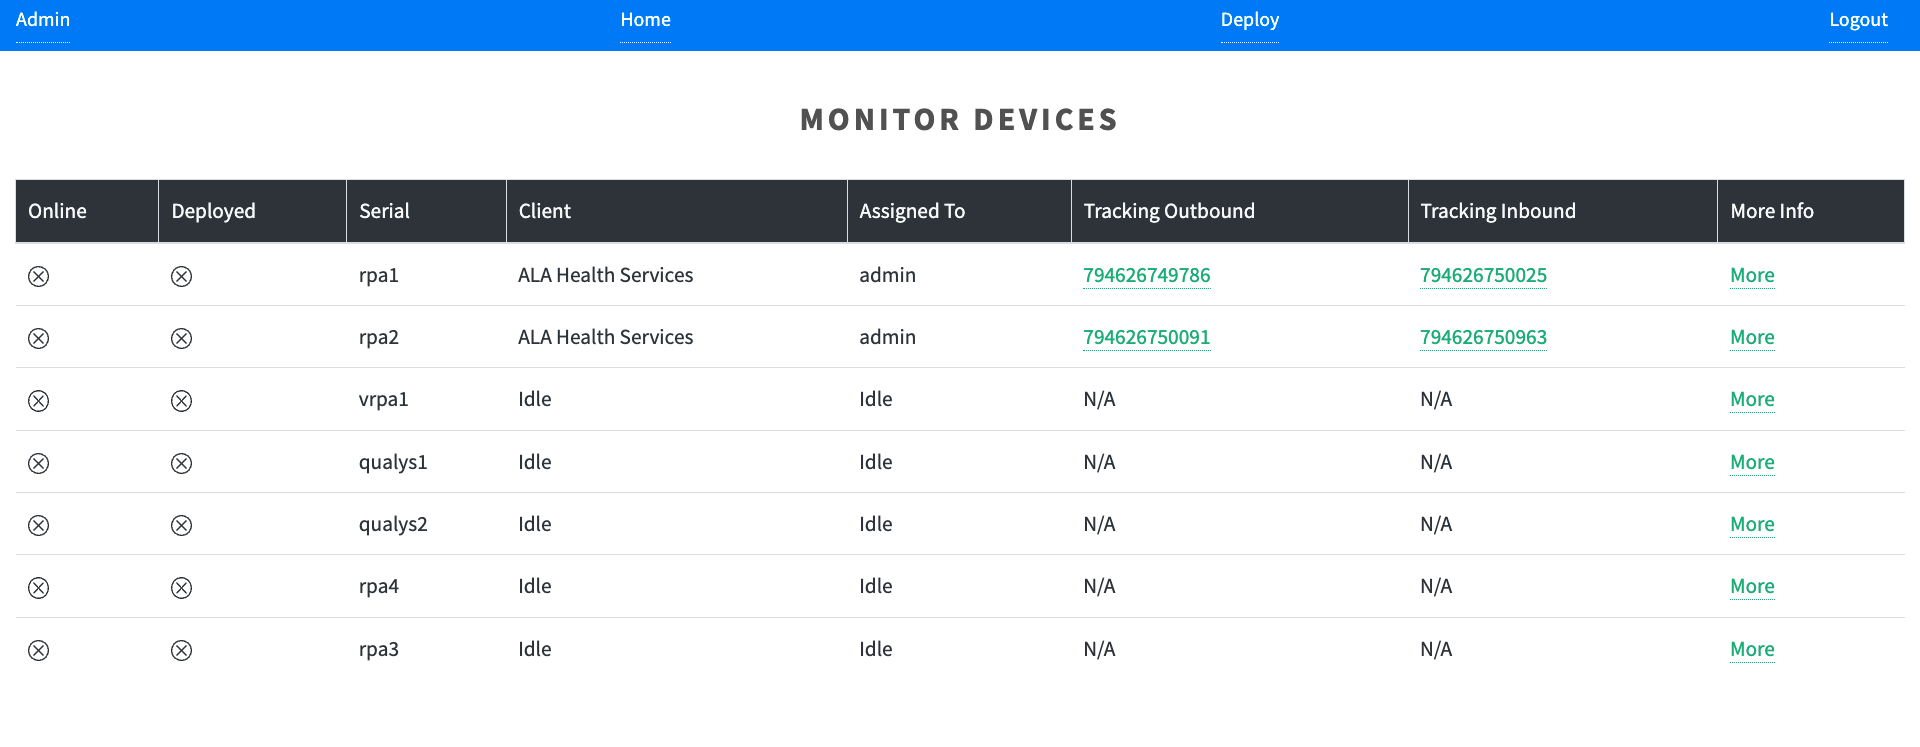 Admin Home Deploy Logout
MONITOR DEVICES
Online Deployed Serial Client Assigned To Tracking Outbound Tracking Inbound More Info
rpa1 ALA Health Services admin 794626749786 794626750025 More
rpa2 ALA Health Services admin 794626750091 794626750963 More
vrpa1 Idle Idle N/A N/A More
qualys1 Idle Idle N/A N/A More
qualys2 Idle Idle N/A N/A More
rpa4 Idle Idle N/A N/A More
rpa3 Idle Idle N/A N/A More